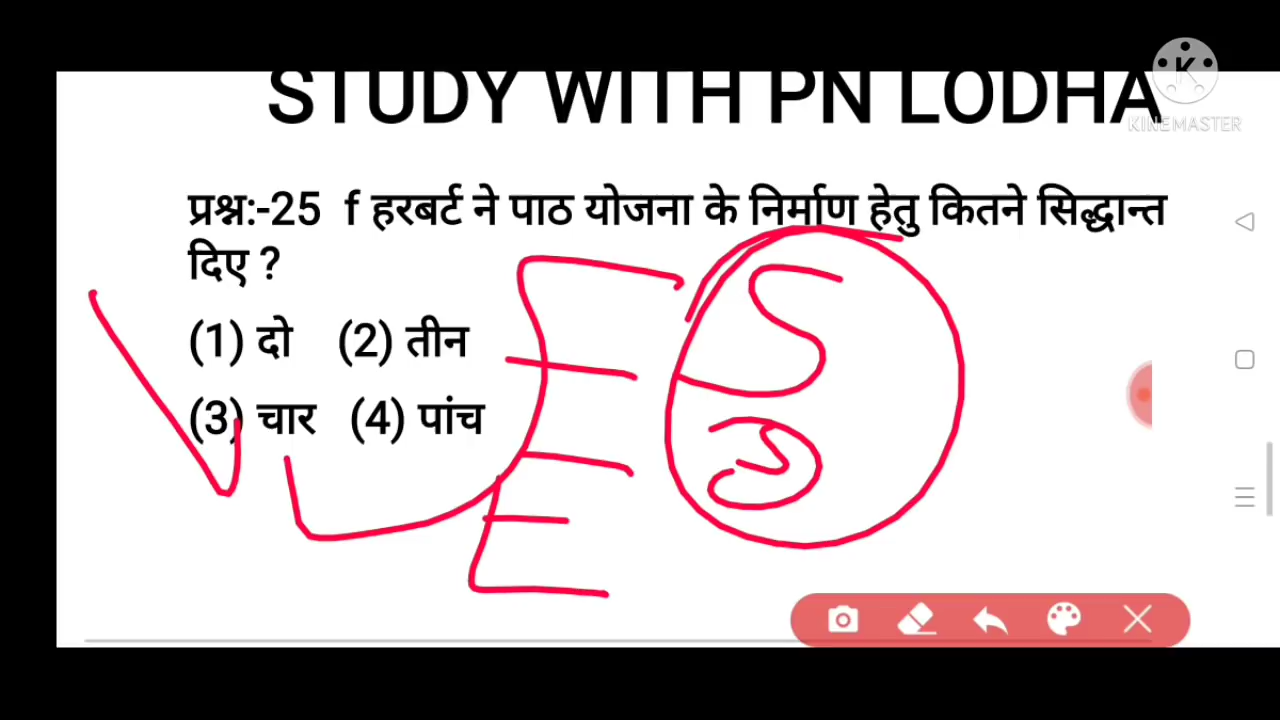 STUDY WITH PN LODHA
KINEMASTER
प्रश्न:-25 f हरबर्ट ने पाठ योजना के निर्माण हेतु कितने सिद्धान्त
दिए ?
(1) दो (2) तीन
(3) चार (4) पांच